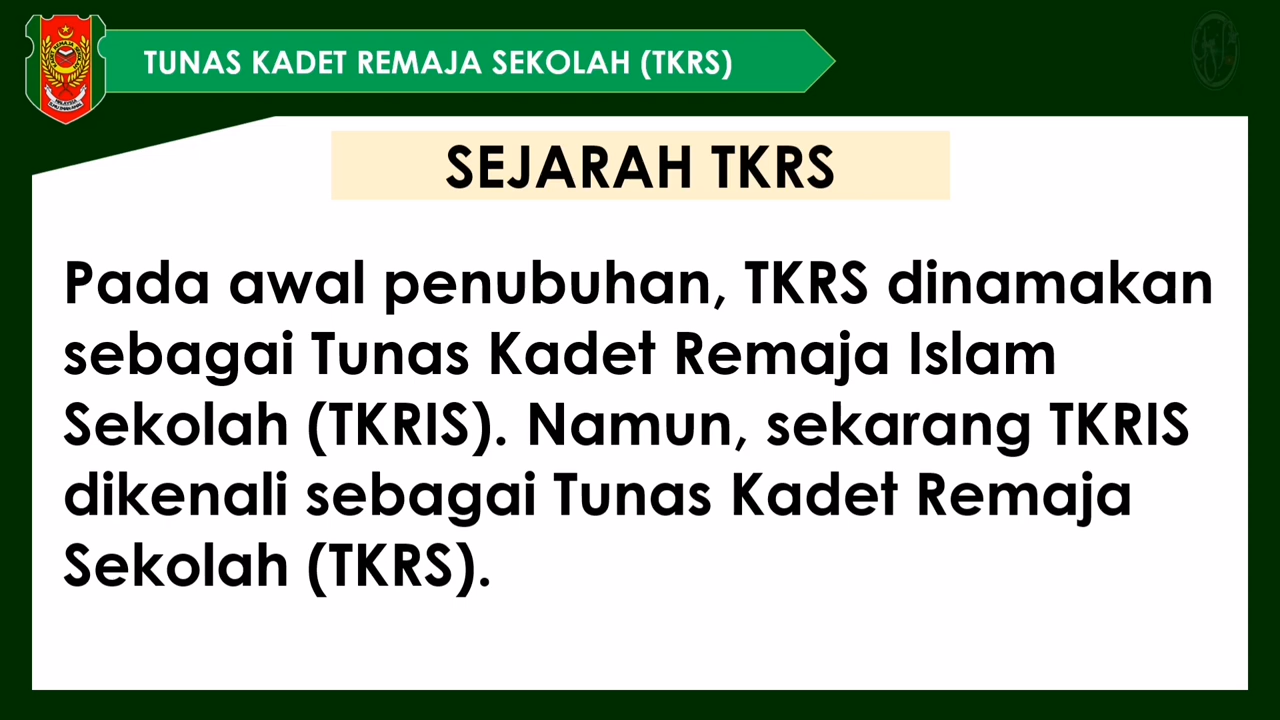 TUNAS KADET REMAJA SEKOLAH (TKRS)
SEJARAH TKRS
Pada awal penubuhan, TKRS dinamakan
sebagai Tunas Kadet Remaja Islam
Sekolah (TKRIS). Namun, sekarang TKRIS
dikenali sebagai Tunas Kadet Remaja
Sekolah (TKRS).